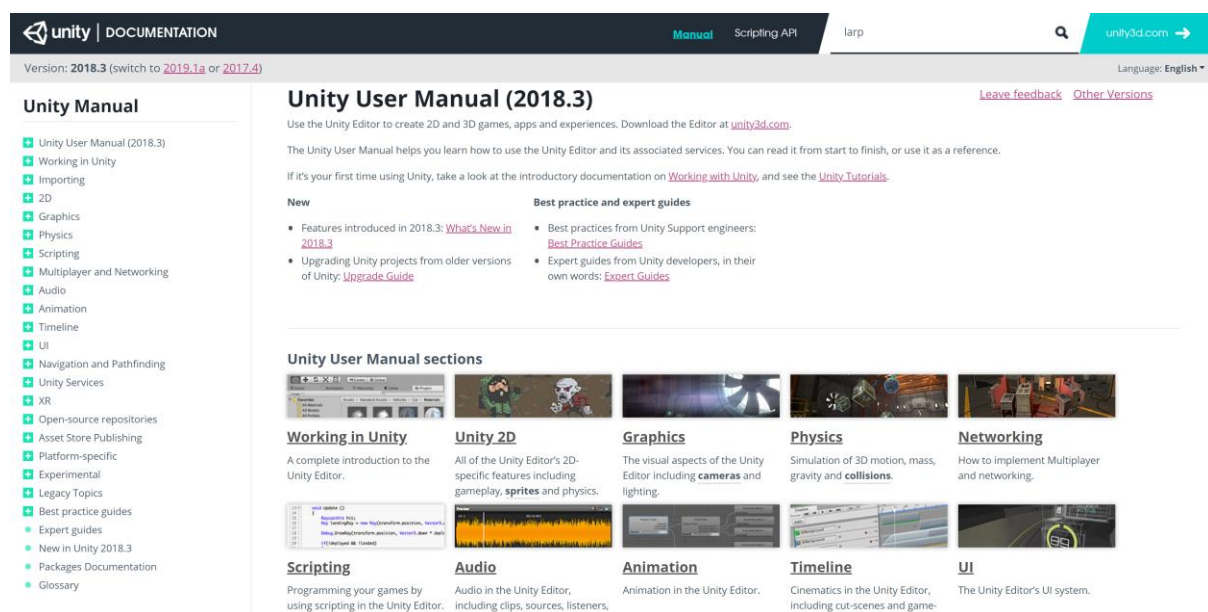 unity | DOCUMENTATION
Manual
Scripting API
larp
unity3d.com
Version: 2018.3 (switch to 2019.1a or 2017.4)
Language: English
Unity Manual
Unity User Manual (2018.3)
Working in Unity
Importing
2D
Graphics
Physics
Scripting
Multiplayer and Networking
Audio
Animation
Timeline
UI
Navigation and Pathfinding
Unity Services
XR
Open-source repositories
Asset Store Publishing
Platform-specific
Experimental
Legacy Topics
Best practice guides
Expert guides
New in Unity 2018.3
Packages Documentation
Glossary
Unity User Manual (2018.3)
Leave feedback Other Versions
Use the Unity Editor to create 2D and 3D games, apps and experiences. Download the Editor at unity3d.com.
The Unity User Manual helps you learn how to use the Unity Editor and its associated services. You can read it from start to finish, or use it as a reference.
If it's your first time using Unity, take a look at the introductory documentation on Working with Unity, and see the Unity Tutorials.
New
Features introduced in 2018.3: What's New in
2018.3
Upgrading Unity projects from older versions
of Unity: Upgrade Guide
Best practice and expert guides
Best practices from Unity Support engineers:
Best Practice Guides
Expert guides from Unity developers, in their
own words: Expert Guides
Unity User Manual sections
Working in Unity
A complete introduction to the
Unity Editor.
Unity 2D
All of the Unity Editor's 2D-
specific features including
gameplay, sprites and physics.
Graphics
The visual aspects of the Unity
Editor including cameras and
lighting.
Physics
Simulation of 3D motion, mass,
gravity and collisions.
Networking
How to implement Multiplayer
and networking.
void Update ()
Scripting
Programming your games by
using scripting in the Unity Editor.
Audio
Audio in the Unity Editor,
including clips, sources, listeners,
Animation
Animation in the Unity Editor.
Timeline
Cinematics in the Unity Editor,
including cut-scenes and game-
UI
The Unity Editor's UI system.